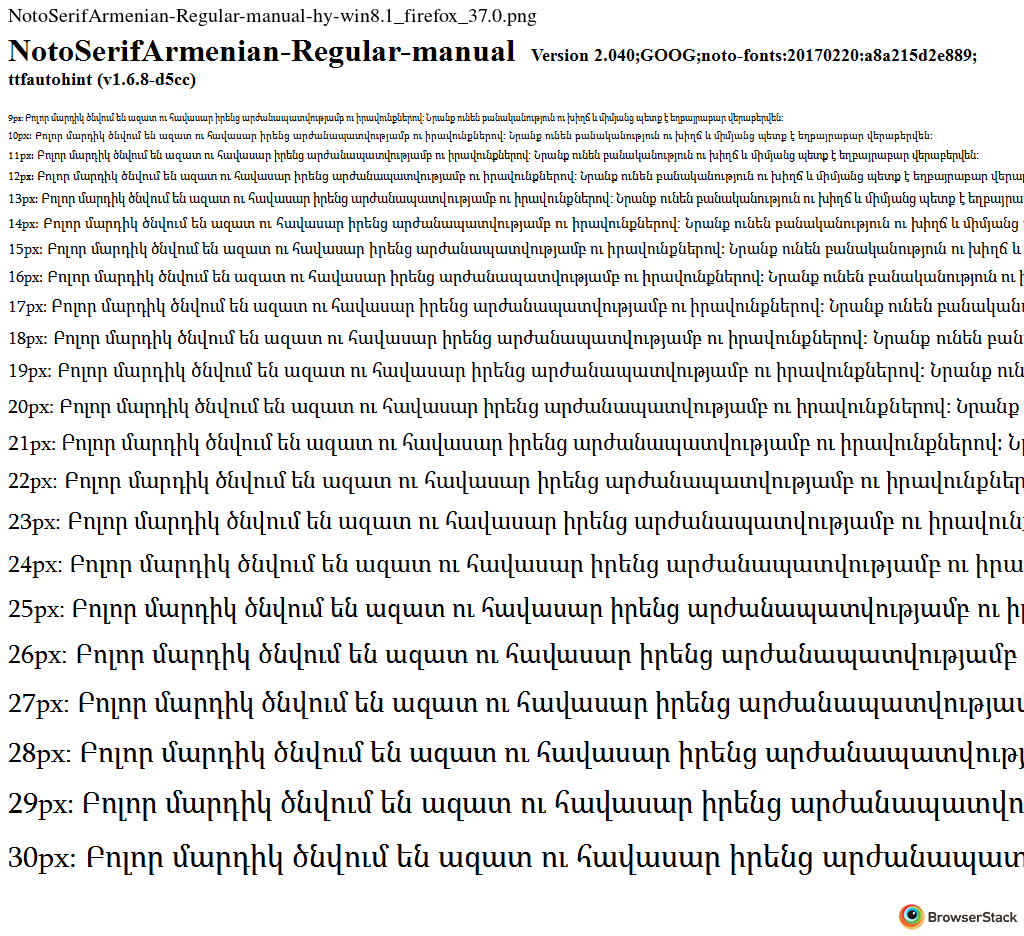 NotoSerifArmenian-Regular-manual-hy-win8.1_firefox_37.0.png
NotoSerifArmenian-Regular-manual Version 2.040;GOOG;noto-fonts:20170220:a8a215d2e889;
ttfautohint (v1.6.8-d5cc)
9px: Բոլոր մարդիկ ծնվում են ազատ ու հավասար իրենց արժանապատվությամբ ու իրավունքներով։ Նրանք ունեն բանականություն ու խիղճ և միմյանց պետք է եղբայրաբար վերաբերվեն։
10px: Բոլոր մարդիկ ծնվում են ազատ ու հավասար իրենց արժանապատվությամբ ու իրավունքներով։ Նրանք ունեն բանականություն ու խիղճ և միմյանց պետք է եղբայրաբար վերաբերվեն։
11px: Բոլոր մարդիկ ծնվում են ազատ ու հավասար իրենց արժանապատվությամբ ու իրավունքներով։ Նրանք ունեն բանականություն ու խիղճ և միմյանց պետք է եղբայրաբար վերաբերվեն։
12px: Բոլոր մարդիկ ծնվում են ազատ ու հավասար իրենց արժանապատվությամբ ու իրավունքներով։ Նրանք ունեն բանականություն ու խիղճ և միմյանց պետք է եղբայրաբար վերա
13px: Բոլոր մարդիկ ծնվում են ազատ ու հավասար իրենց արժանապատվությամբ ու իրավունքներով։ Նրանք ունեն բանականություն ու խիղճ և միմյանց պետք է եղբայրա
14px: Բոլոր մարդիկ ծնվում են ազատ ու հավասար իրենց արժանապատվությամբ ու իրավունքներով։ Նրանք ունեն բանականություն ու խիղճ և միմյանց
15px: Բոլոր մարդիկ ծնվում են ազատ ու հավասար իրենց արժանապատվությամբ ու իրավունքներով։ Նրանք ունեն բանականություն ու խիղճ և
16px: Բոլոր մարդիկ ծնվում են ազատ ու հավասար իրենց արժանապատվությամբ ու իրավունքներով։ Նրանք ունեն բանականություն ու
17px: Բոլոր մարդիկ ծնվում են ազատ ու հավասար իրենց արժանապատվությամբ ու իրավունքներով։ Նրանք ունեն բանական
18px: Բոլոր մարդիկ ծնվում են ազատ ու հավասար իրենց արժանապատվությամբ ու իրավունքներով։ Նրանք ունեն բան
19px: Բոլոր մարդիկ ծնվում են ազատ ու հավասար իրենց արժանապատվությամբ ու իրավունքներով։ Նրանք ուն
20px: Բոլոր մարդիկ ծնվում են ազատ ու հավասար իրենց արժանապատվությամբ ու իրավունքներով։ Նրանք
21px: Բոլոր մարդիկ ծնվում են ազատ ու հավասար իրենց արժանապատվությամբ ու իրավունքներով։ Նր
22px: Բոլոր մարդիկ ծնվում են ազատ ու հավասար իրենց արժանապատվությամբ ու իրավունքներ
23px: Բոլոր մարդիկ ծնվում են ազատ ու հավասար իրենց արժանապատվությամբ ու իրավուն
24px: Բոլոր մարդիկ ծնվում են ազատ ու հավասար իրենց արժանապատվությամբ ու իրա
25px: Բոլոր մարդիկ ծնվում են ազատ ու հավասար իրենց արժանապատվությամբ ու իր
26px: Բոլոր մարդիկ ծնվում են ազատ ու հավասար իրենց արժանապատվությամբ
27px: Բոլոր մարդիկ ծնվում են ազատ ու հավասար իրենց արժանապատվությամ
28px: Բոլոր մարդիկ ծնվում են ազատ ու հավասար իրենց արժանապատվությ
29px: Բոլոր մարդիկ ծնվում են ազատ ու հավասար իրենց արժանապատվո
30px: Բոլոր մարդիկ ծնվում են ազատ ու հավասար իրենց արժանապատ
BrowserStack